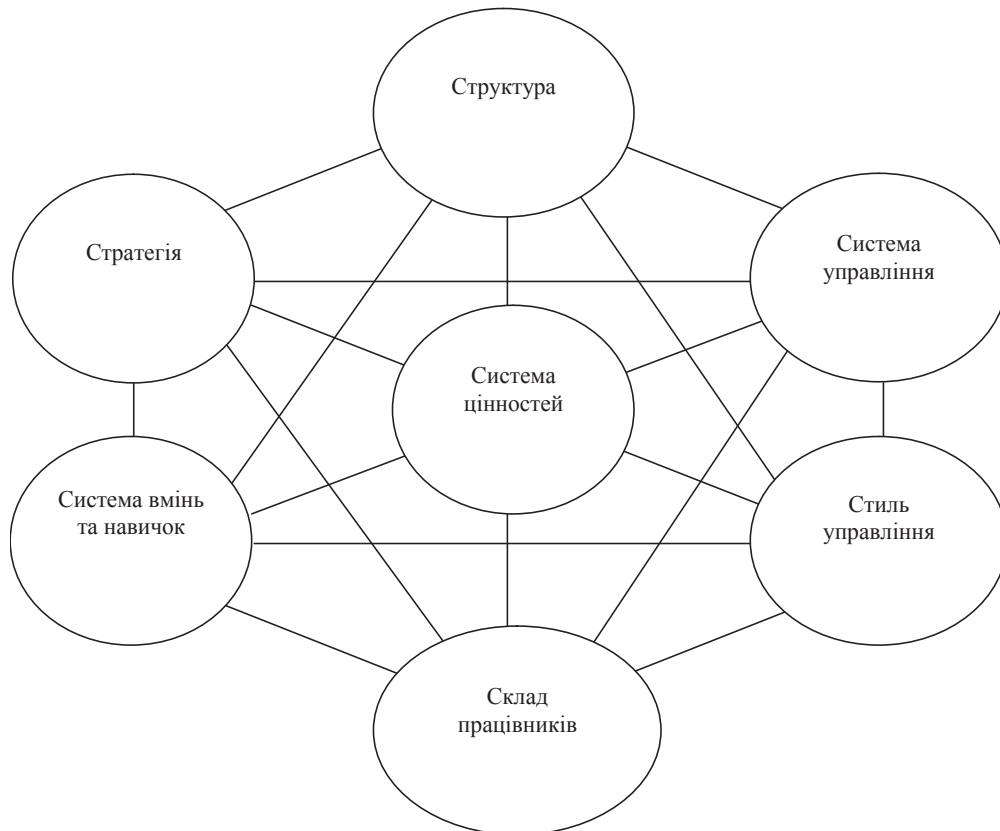 Структура
Стратегія
Система
управління
Система
цінностей
Система вмінь
та навичок
Стиль
управління
Склад
працівників